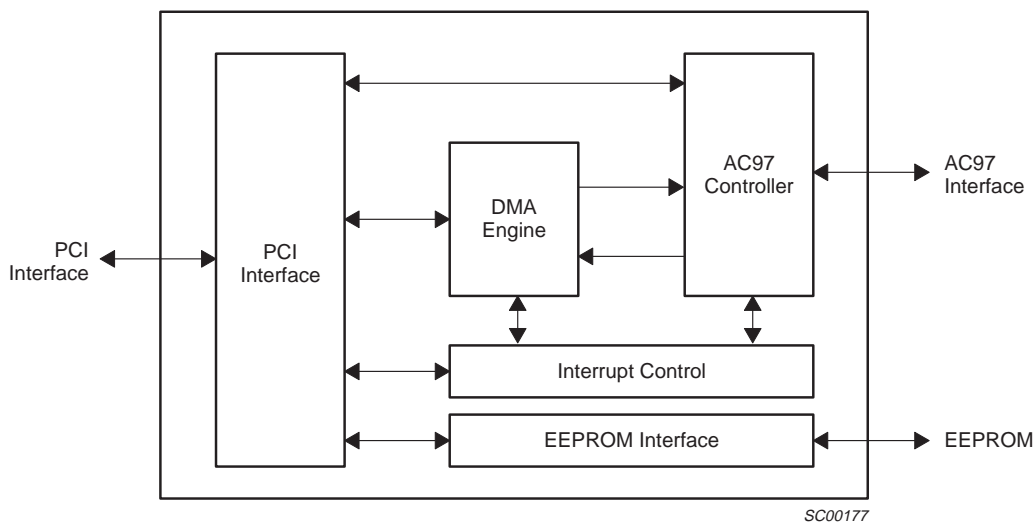 AC97
Controller
AC97
Interface
DMA
Engine
PCI
Interface
PCI
Interface
Interrupt Control
EEPROM Interface
EEPROM
SC00177